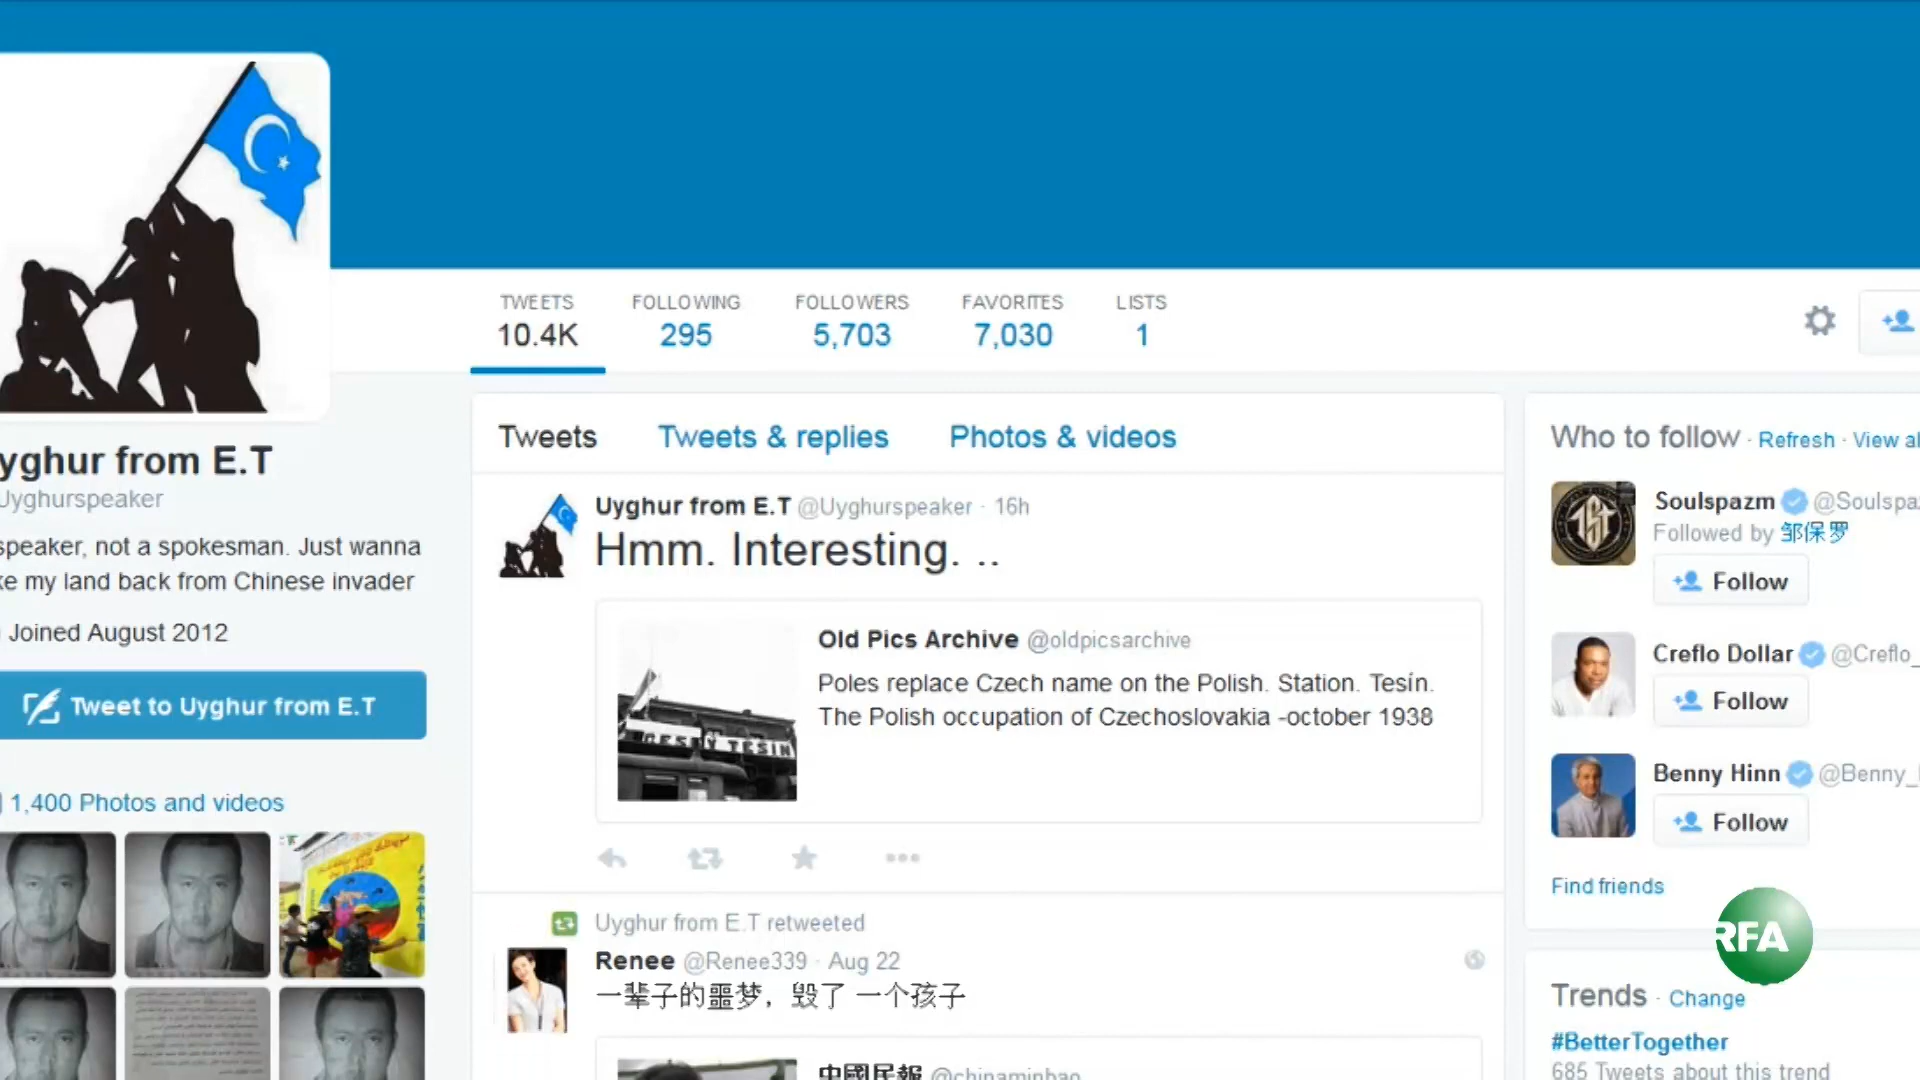 TWEETS
10.4K
FOLLOWING
295
FOLLOWERS
5,703
FAVORITES
7,030
LISTS
1
yghur from E.T
Uyghurspeaker
speaker, not a spokesman. Just wanna
ke my land back from Chinese invader
Joined August 2012
Tweet to Uyghur from E.T
1,400 Photos and videos
Tweets
Tweets & replies
Photos & videos
Uyghur from E.T @Uyghurspeaker · 16h
Hmm. Interesting. ..
Old Pics Archive @oldpicsarchive
Poles replace Czech name on the Polish. Station. Tesín.
The Polish occupation of Czechoslovakia -october 1938
TESIN
Uyghur from E.T retweeted
Renee @Renee339 · Aug 22
一辈子的噩梦，毁了 一个孩子
中國民報 @chinaminbao
Who to follow · Refresh · View al
Soulspazm @Soulspa
Followed by 邹保罗
Follow
Creflo Dollar @Creflo_
Follow
Benny Hinn @Benny_
Follow
Find friends
RFA
Trends · Change
#BetterTogether
685 Tweets about this trend